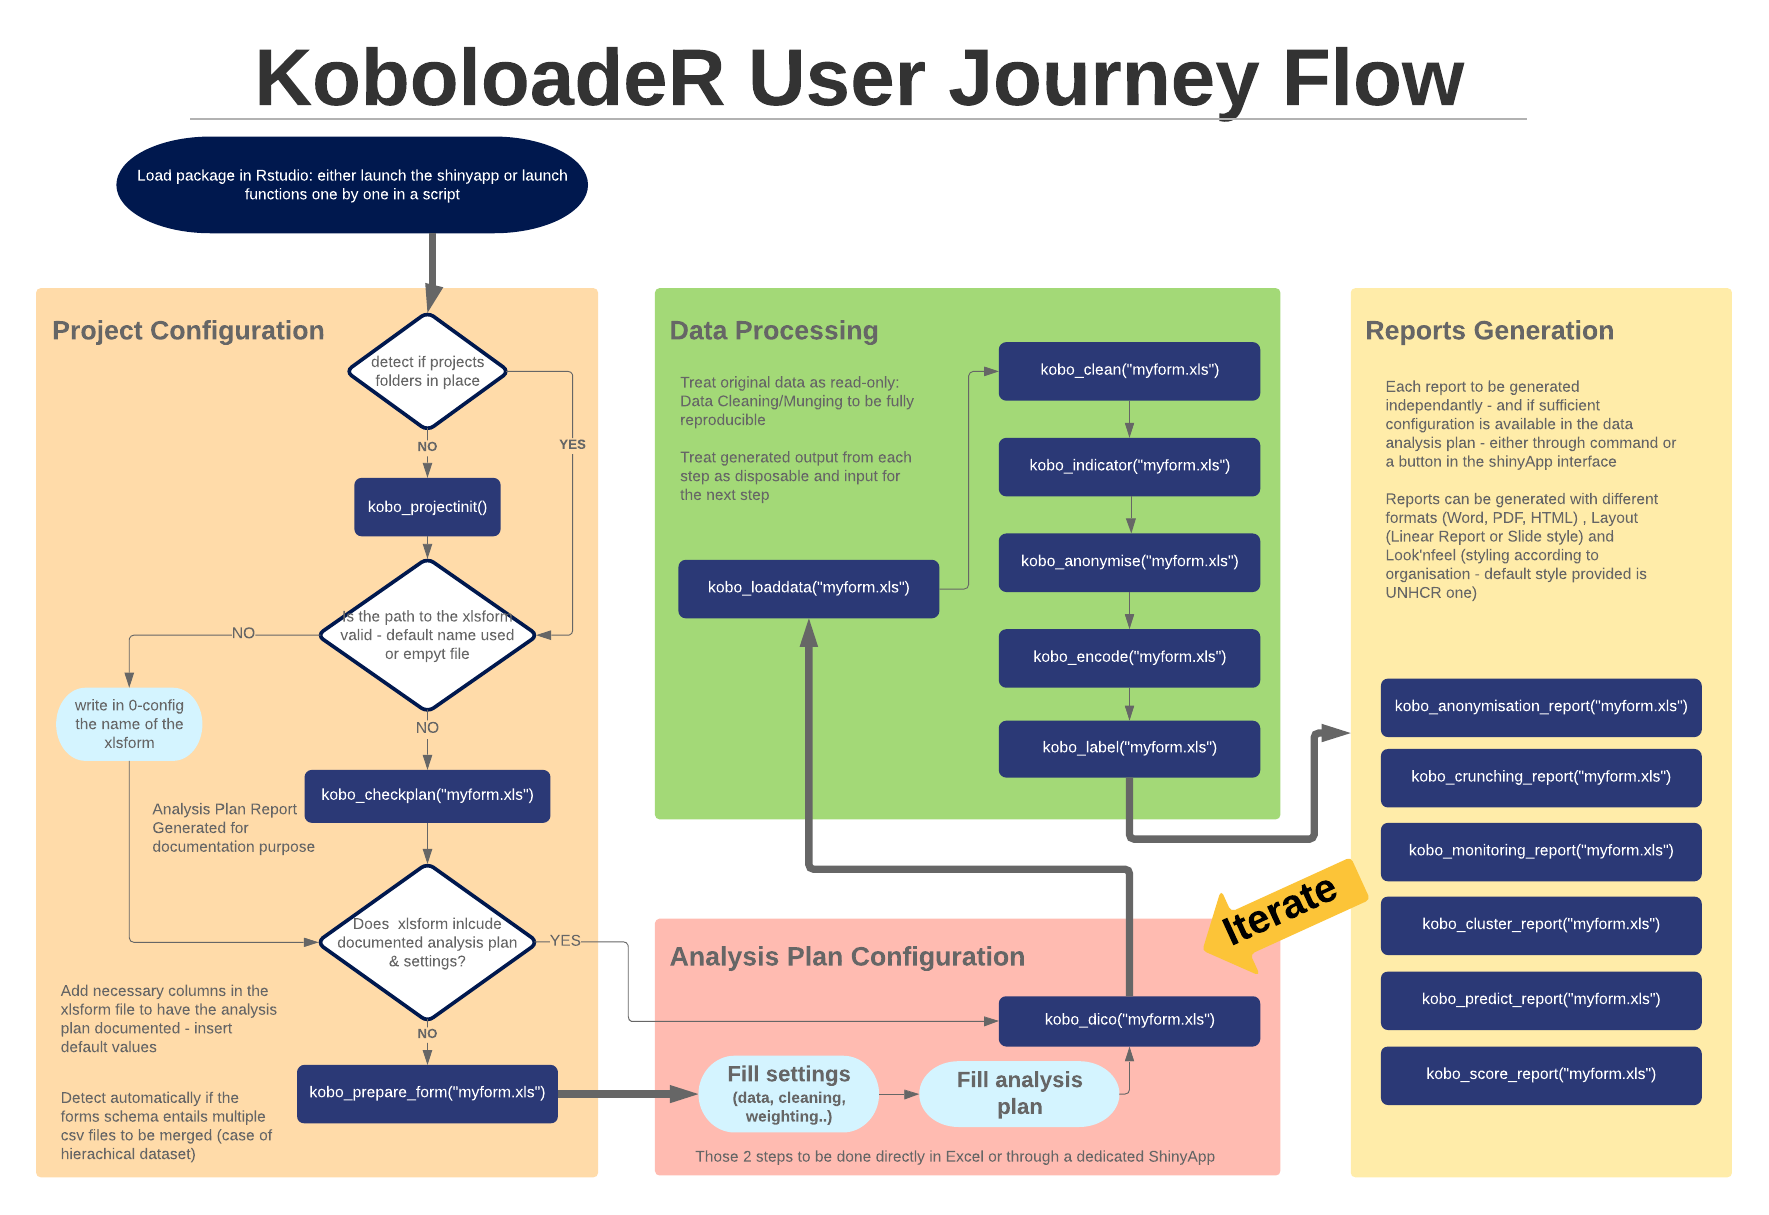 KoboloadeR User Journey Flow
Load package in Rstudio: either launch the shinyapp or launch
functions one by one in a script
Project Configuration
detect if projects
folders in place
NO
YES
kobo_projectinit()
Is the path to the xlsform
valid - default name used
or empyt file
NO
write in 0-config
the name of the
xlsform
NO
kobo_checkplan("myform.xls")
Analysis Plan Report
Generated for
documentation purpose
Does  xlsform inlcude
documented analysis plan
& settings?
YES
Add necessary columns in the
xlsform file to have the analysis
plan documented - insert
default values
NO
kobo_prepare_form("myform.xls")
Detect automatically if the
forms schema entails multiple
csv files to be merged (case of
hierachical dataset)
Data Processing
Treat original data as read-only:
Data Cleaning/Munging to be fully
reproducible
Treat generated output from each
step as disposable and input for
the next step
kobo_loaddata("myform.xls")
kobo_clean("myform.xls")
kobo_indicator("myform.xls")
kobo_anonymise("myform.xls")
kobo_encode("myform.xls")
kobo_label("myform.xls")
Iterate
Analysis Plan Configuration
kobo_dico("myform.xls")
Fill settings
(data, cleaning,
weighting..)
Fill analysis
plan
Those 2 steps to be done directly in Excel or through a dedicated ShinyApp
Reports Generation
Each report to be generated
independantly - and if sufficient
configuration is available in the data
analysis plan - either through command or
a button in the shinyApp interface
Reports can be generated with different
formats (Word, PDF, HTML) , Layout
(Linear Report or Slide style) and
Look'nfeel (styling according to
organisation - default style provided is
UNHCR one)
kobo_anonymisation_report("myform.xls")
kobo_crunching_report("myform.xls")
kobo_monitoring_report("myform.xls")
kobo_cluster_report("myform.xls")
kobo_predict_report("myform.xls")
kobo_score_report("myform.xls")